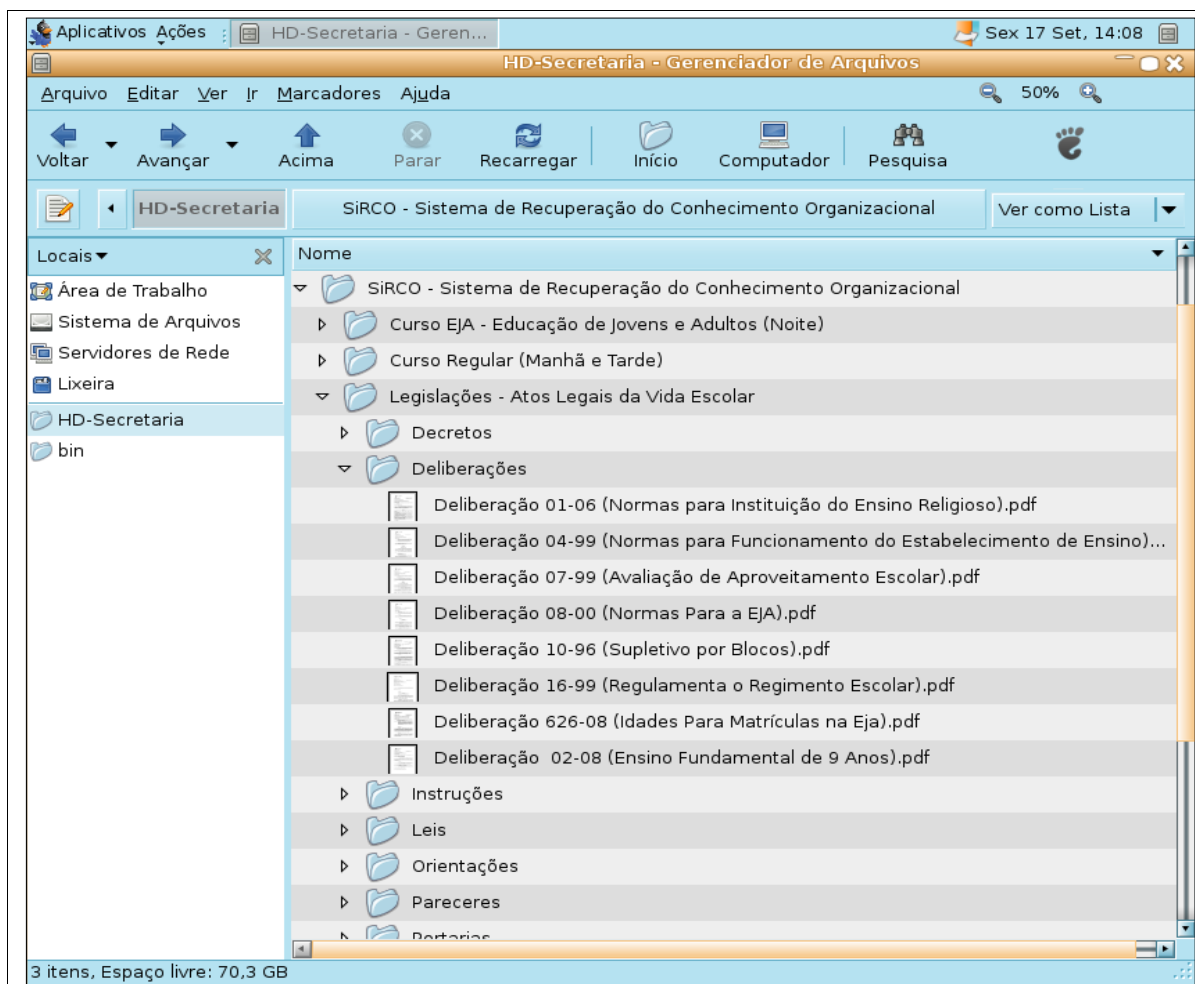 Aplicativos Ações HD-Secretaria - Geren... Sex 17 Set, 14:08
HD-Secretaria - Gerenciador de Arquivos
Arquivo Editar Ver Ir Marcadores Ajuda 50%
Voltar Avançar Acima Parar Recarregar Início Computador Pesquisa
HD-Secretaria SiRCO - Sistema de Recuperação do Conhecimento Organizacional Ver como Lista
Locais Nome
Área de Trabalho
Sistema de Arquivos
Servidores de Rede
Lixeira
HD-Secretaria
bin
SiRCO - Sistema de Recuperação do Conhecimento Organizacional
Curso EJA - Educação de Jovens e Adultos (Noite)
Curso Regular (Manhã e Tarde)
Legislações - Atos Legais da Vida Escolar
Decretos
Deliberações
Deliberação 01-06 (Normas para Instituição do Ensino Religioso).pdf
Deliberação 04-99 (Normas para Funcionamento do Estabelecimento de Ensino)...
Deliberação 07-99 (Avaliação de Aproveitamento Escolar).pdf
Deliberação 08-00 (Normas Para a EJA).pdf
Deliberação 10-96 (Supletivo por Blocos).pdf
Deliberação 16-99 (Regulamenta o Regimento Escolar).pdf
Deliberação 626-08 (Idades Para Matrículas na Eja).pdf
Deliberação  02-08 (Ensino Fundamental de 9 Anos).pdf
Instruções
Leis
Orientações
Pareceres
Portarias
3 itens, Espaço livre: 70,3 GB